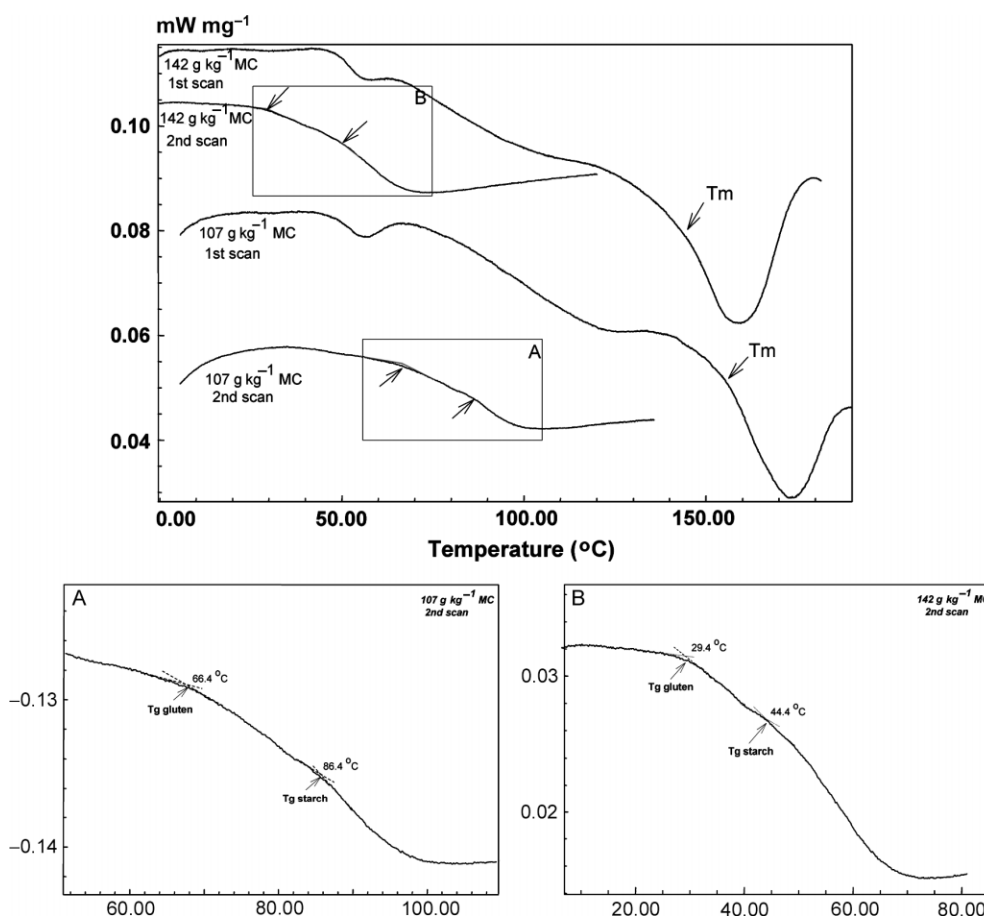 mW mg⁻¹
142 g kg⁻¹ MC
1st scan
B
142 g kg⁻¹ MC
2nd scan
0.10
Tm
0.08
107 g kg⁻¹ MC
1st scan
0.06
A
Tm
107 g kg⁻¹ MC
2nd scan
0.04
0.00 50.00 100.00 150.00
Temperature (°C)
A
107 g kg⁻¹ MC
2nd scan
66.4 °C
−0.13
Tg gluten
86.4 °C
Tg starch
−0.14
60.00 80.00 100.00
B
142 g kg⁻¹ MC
2nd scan
29.4 °C
0.03
Tg gluten
44.4 °C
Tg starch
0.02
20.00 40.00 60.00 80.00